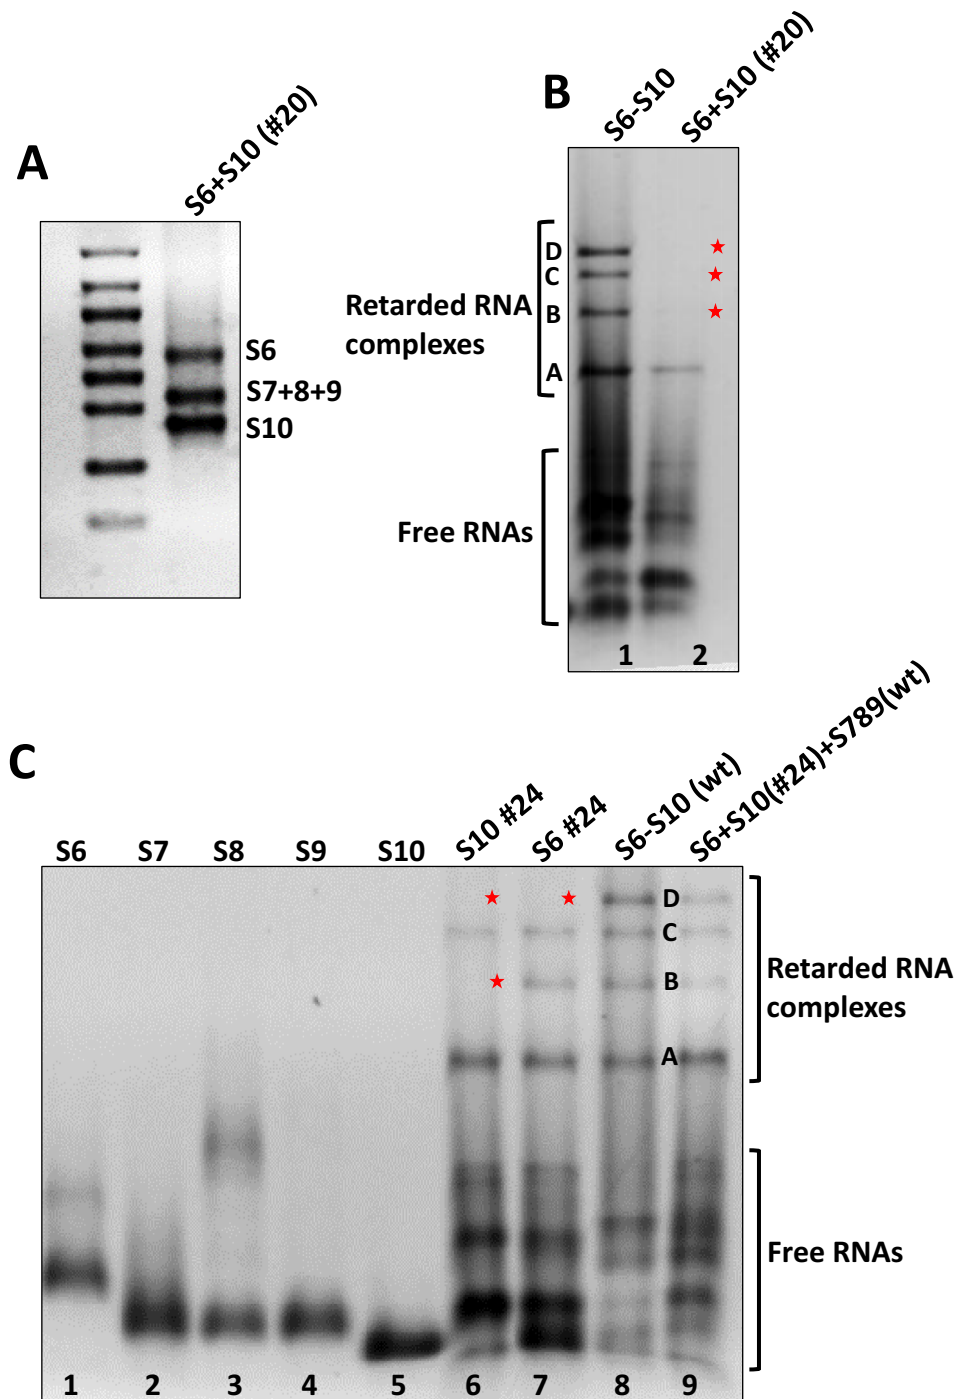 A
S6+S10 (#20)
S6
S7+8+9
S10
B
S6-S10
S6+S10 (#20)
Retarded RNA
complexes
D
C
B
A
Free RNAs
1 2
C
S6 S7 S8 S9 S10 S10 #24 S6 #24 S6-S10 (wt) S6+S10(#24)+S789(wt)
D
C
B
A
Retarded RNA
complexes
Free RNAs
1 2 3 4 5 6 7 8 9